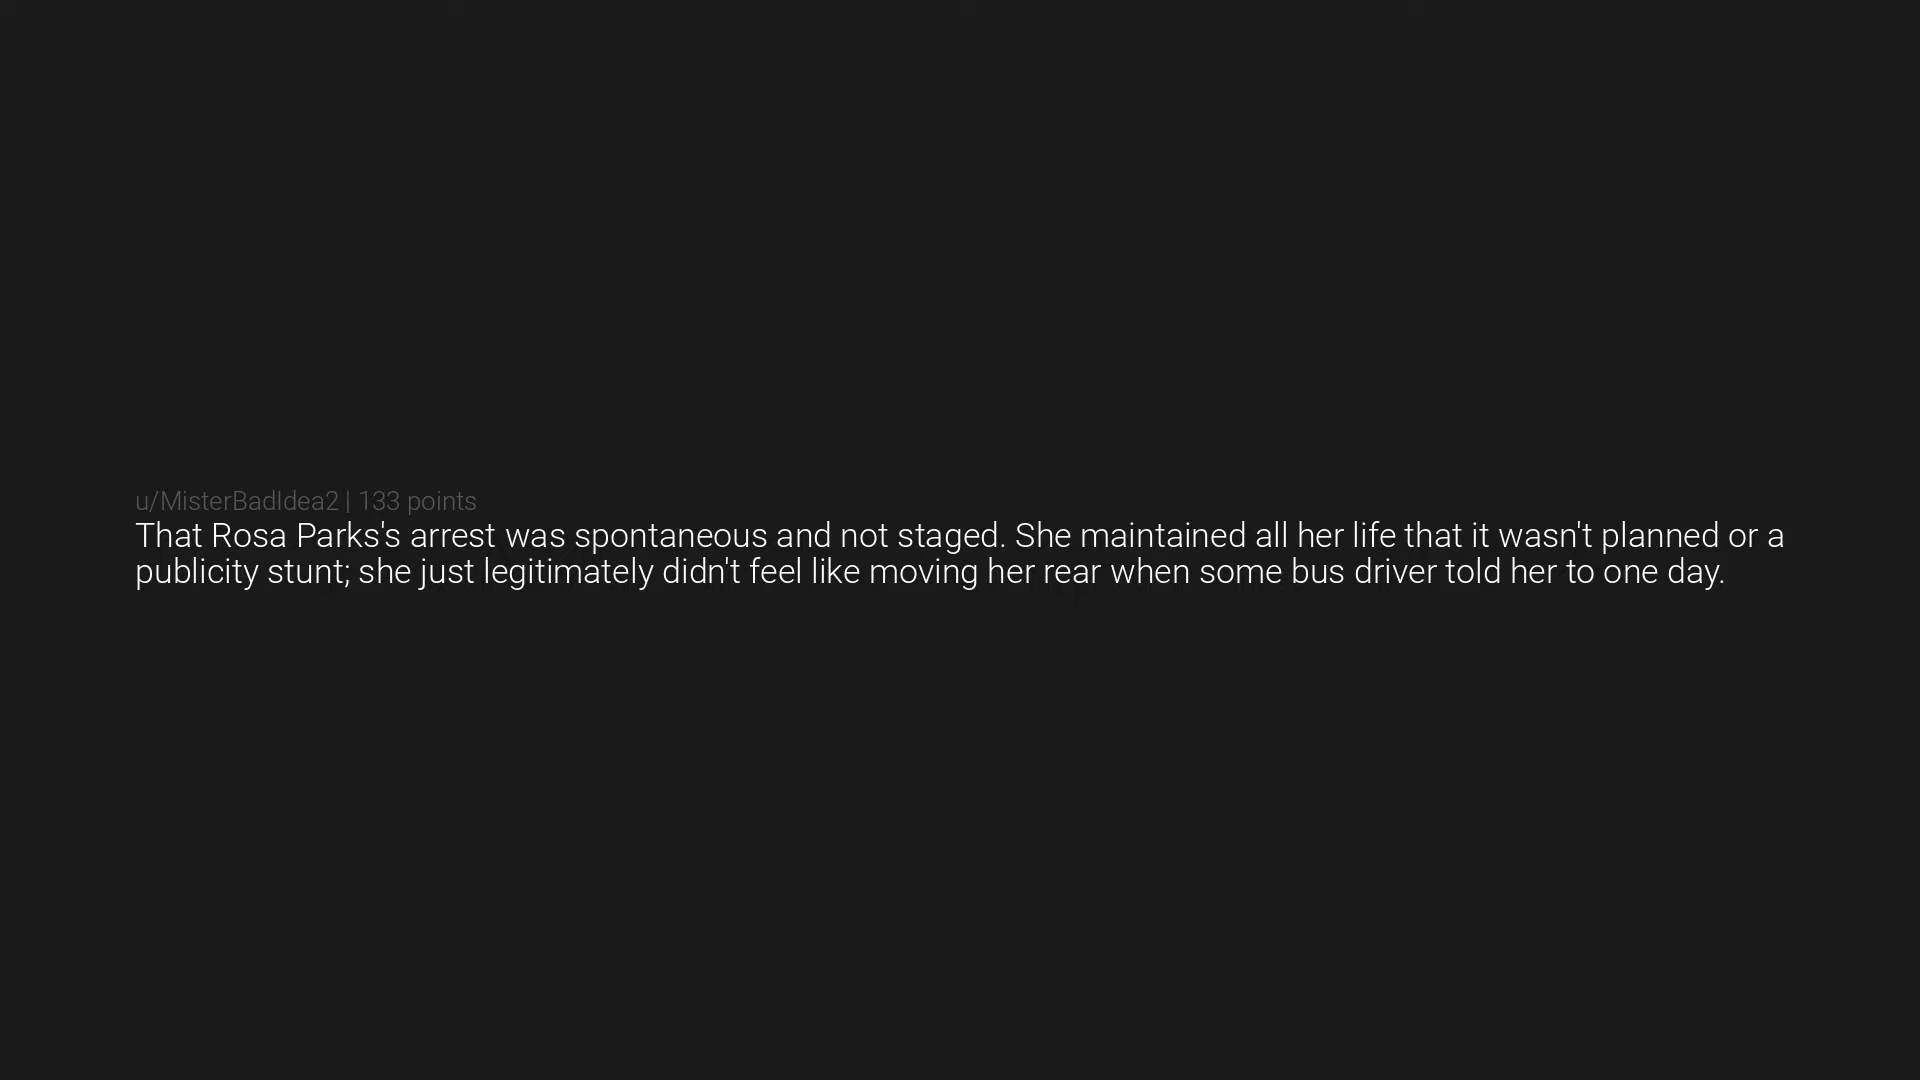 u/MisterBadIdea2 | 133 points
That Rosa Parks's arrest was spontaneous and not staged. She maintained all her life that it wasn't planned or a
publicity stunt; she just legitimately didn't feel like moving her rear when some bus driver told her to one day.